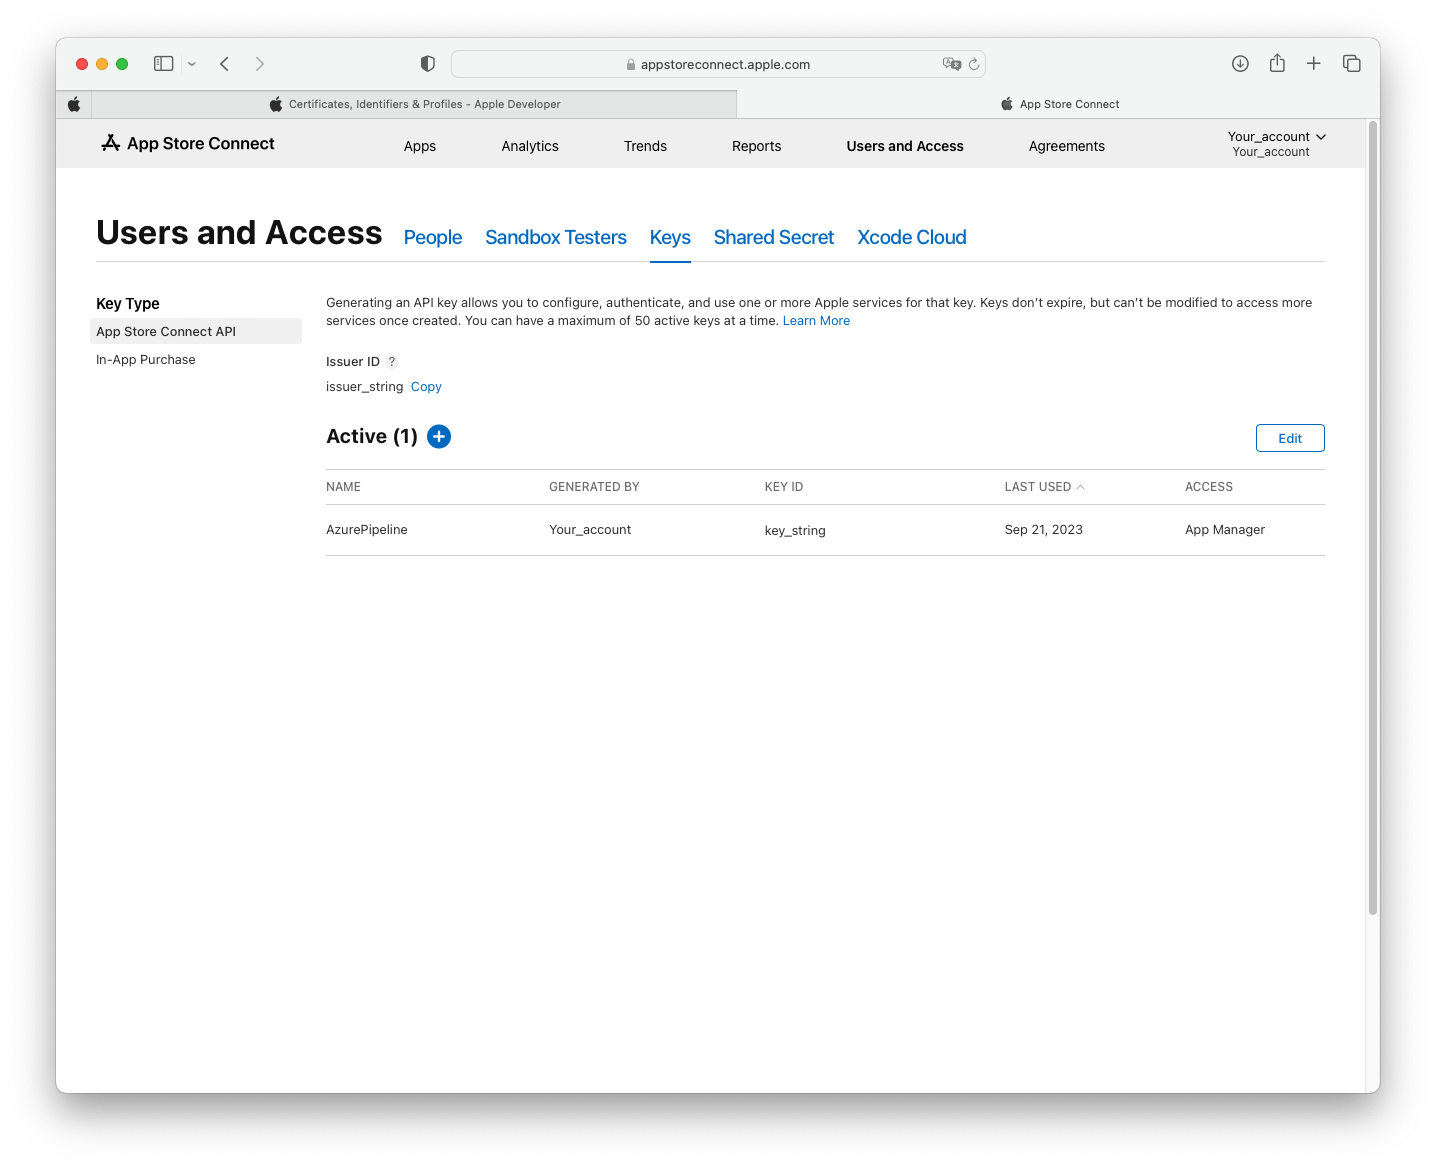 appstoreconnect.apple.com
Certificates, Identifiers & Profiles - Apple Developer
App Store Connect
App Store Connect
Apps
Analytics
Trends
Reports
Users and Access
Agreements
Your_account
Your_account
Users and Access
People
Sandbox Testers
Keys
Shared Secret
Xcode Cloud
Key Type
App Store Connect API
In-App Purchase
Generating an API key allows you to configure, authenticate, and use one or more Apple services for that key. Keys don't expire, but can't be modified to access more
services once created. You can have a maximum of 50 active keys at a time. Learn More
Issuer ID ?
issuer_string Copy
Active (1)
Edit
NAME GENERATED BY KEY ID LAST USED ACCESS
AzurePipeline Your_account key_string Sep 21, 2023 App Manager